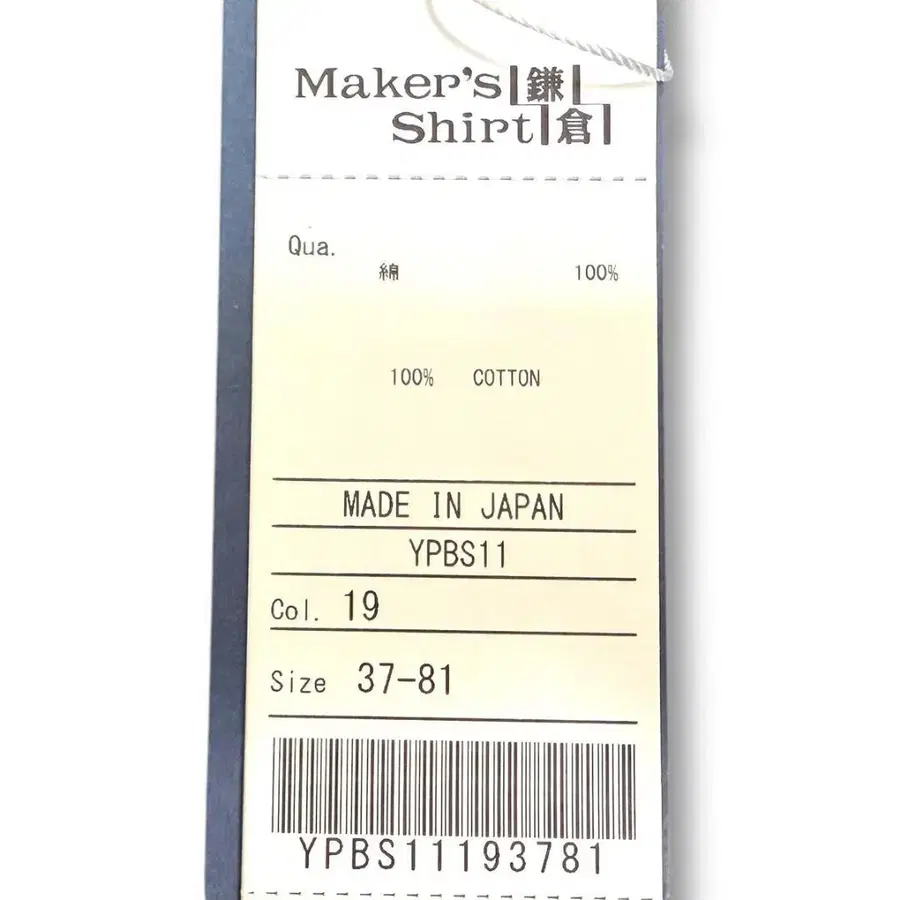 Maker's 鎌
Shirt 倉
Qua.
綿 100%
100% COTTON
MADE IN JAPAN
YPBS11
Col. 19
Size 37-81
YPBS11193781